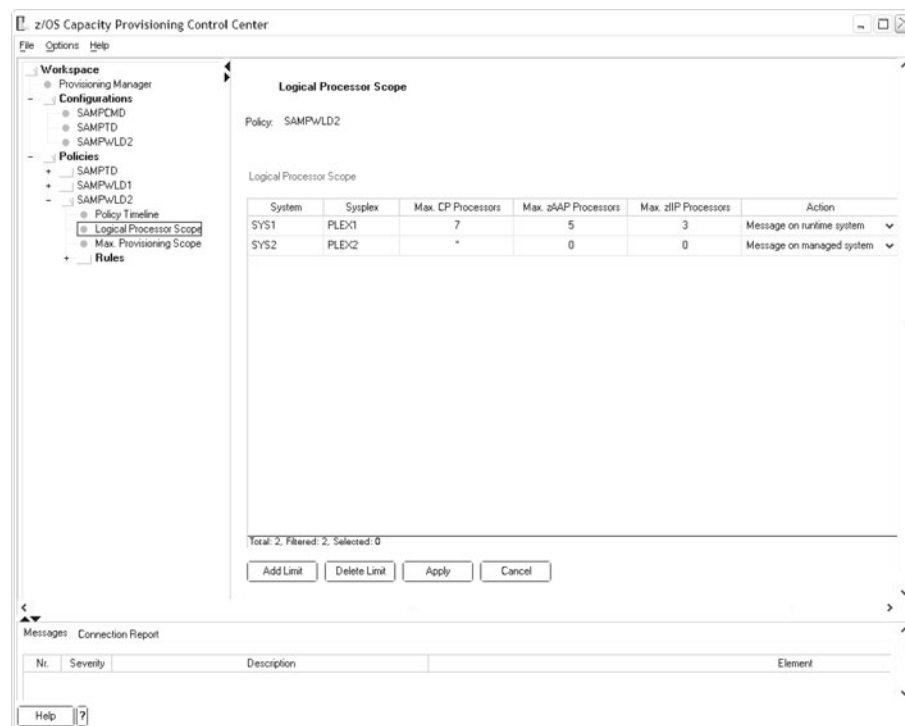 z/OS Capacity Provisioning Control Center
File Options Help
Workspace
Provisioning Manager
Configurations
SAMPCMD
SAMPTD
SAMPWLD2
Policies
SAMPTD
SAMPWLD1
SAMPWLD2
Policy Timeline
Logical Processor Scope
Max. Provisioning Scope
Rules
Logical Processor Scope
Policy: SAMPWLD2
Logical Processor Scope
System Sysplex Max. CP Processors Max. zAAP Processors Max. zIIP Processors Action
SYS1 PLEX1 7 5 3 Message on runtime system
SYS2 PLEX2 * 0 0 Message on managed system
Total: 2, Filtered: 2, Selected: 0
Add Limit Delete Limit Apply Cancel
Messages Connection Report
Nr. Severity Description Element
Help ?